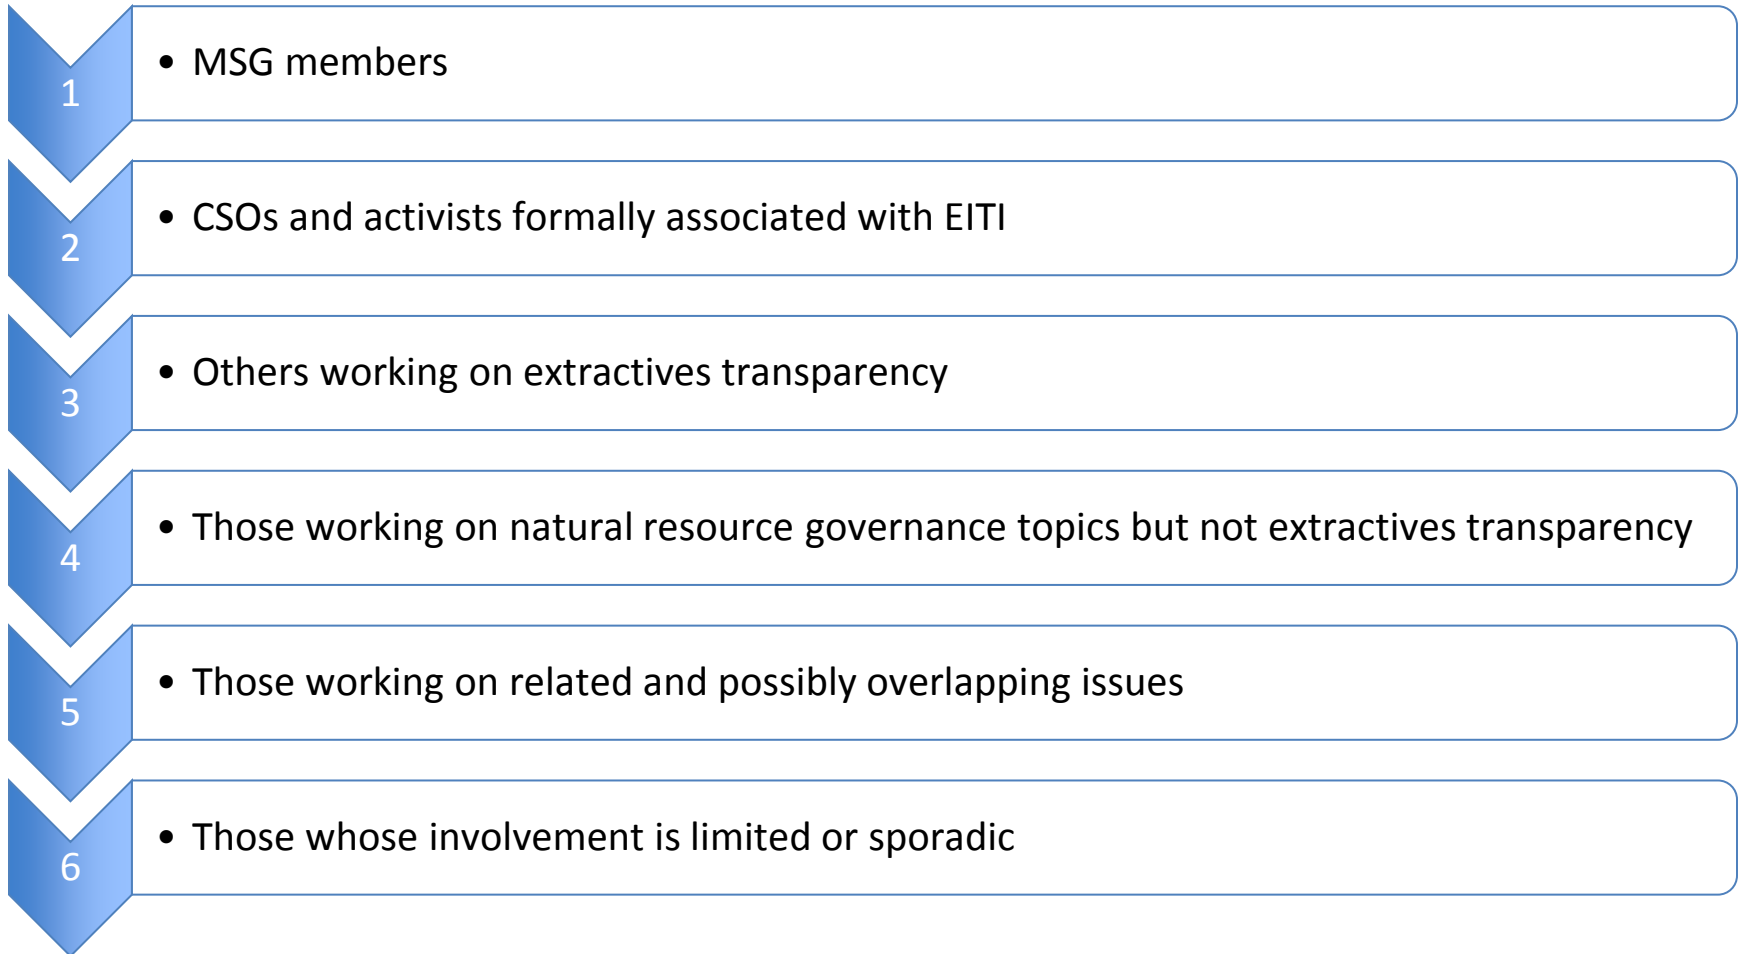 1
• MSG members
2
• CSOs and activists formally associated with EITI
3
• Others working on extractives transparency
4
• Those working on natural resource governance topics but not extractives transparency
5
• Those working on related and possibly overlapping issues
6
• Those whose involvement is limited or sporadic